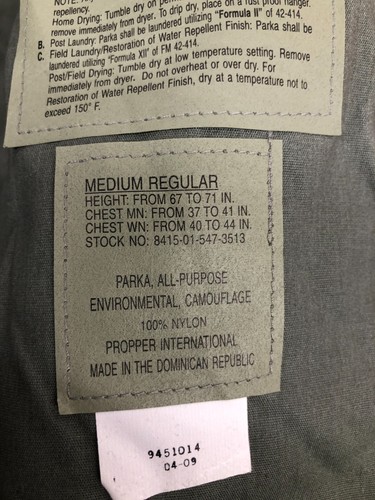 repellency.
Home Drying: Tumble dry on
remove immediately from dryer. To drip dry, place on a rust proof hanger.
B. Post Laundry: Parka shall be laundered utilizing "Formula II" of 42-414.
C. Field Laundry/Restoration of Water Repellent Finish: Parka shall be
laundered utilizing "Formula XII" of FM 42-414.
Post/Field Drying: Tumble dry at low temperature setting. Remove
immediately from dryer. Do not overheat or over dry. For
Restoration of Water Repellent Finish, dry at a temperature not to
exceed 150° F.
MEDIUM REGULAR
HEIGHT: FROM 67 TO 71 IN.
CHEST MN: FROM 37 TO 41 IN.
CHEST WN: FROM 40 TO 44 IN.
STOCK NO: 8415-01-547-3513
PARKA, ALL-PURPOSE
ENVIRONMENTAL, CAMOUFLAGE
100% NYLON
PROPPER INTERNATIONAL
MADE IN THE DOMINICAN REPUBLIC
9451014
04-09